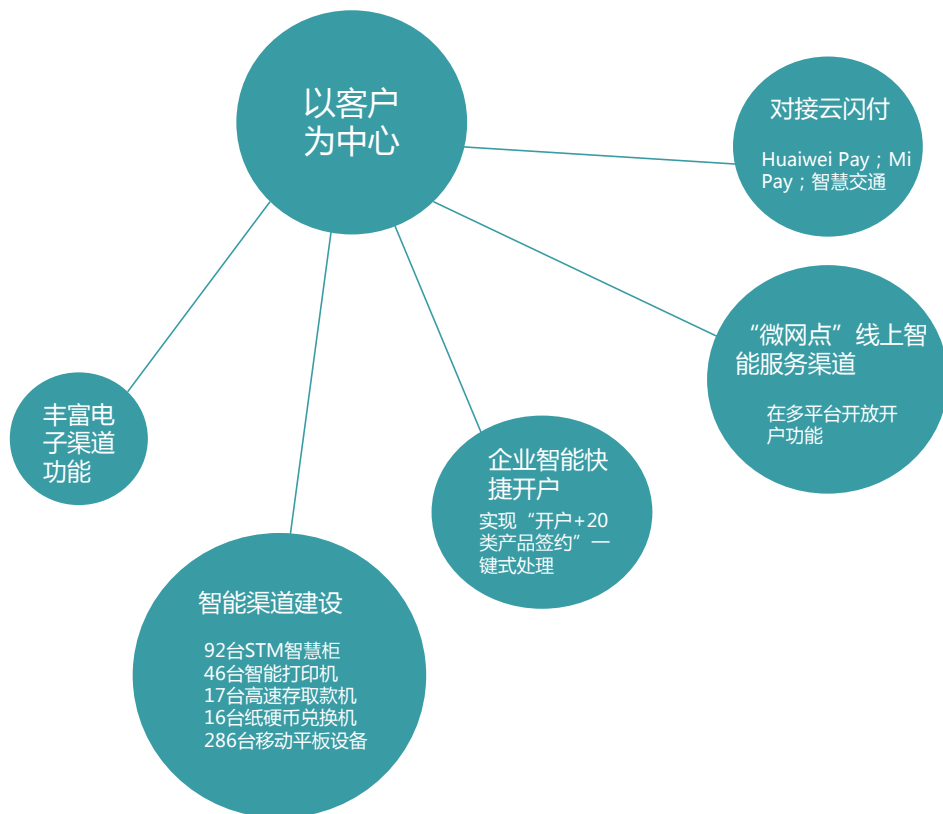 以客户
为中心
对接云闪付
Huaiwei Pay；Mi
Pay；智慧交通
“微网点”线上智
能服务渠道
在多平台开放开
户功能
丰富电
子渠道
功能
企业智能快
捷开户
实现“开户+20
类产品签约”一
键式处理
智能渠道建设
92台STM智慧柜
46台智能打印机
17台高速存取款机
16台纸硬币兑换机
286台移动平板设备